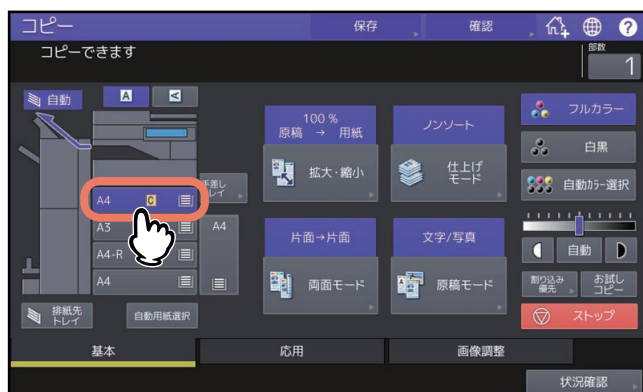 コピー
保存
確認
?
コピーできます
部数
1
自動
A
A
100 %
原稿 → 用紙
ノンソート
フルカラー
拡大・縮小
仕上げ
モード
白黒
自動カラー選択
A4
C
手差し
トレイ
A3
A4
A4-R
A4
片面→片面
文字/写真
自動
両面モード
原稿モード
割り込み
優先
お試し
コピー
排紙先
トレイ
自動用紙選択
ストップ
基本
応用
画像調整
状況確認